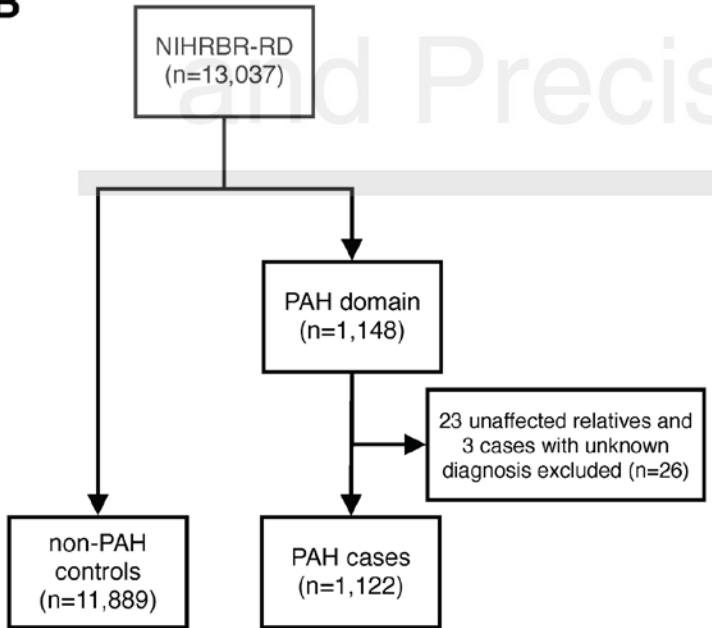 B
NIHRBR-RD
(n=13,037)
and Precis
PAH domain
(n=1,148)
23 unaffected relatives and
3 cases with unknown
diagnosis excluded (n=26)
non-PAH
controls
(n=11,889)
PAH cases
(n=1,122)